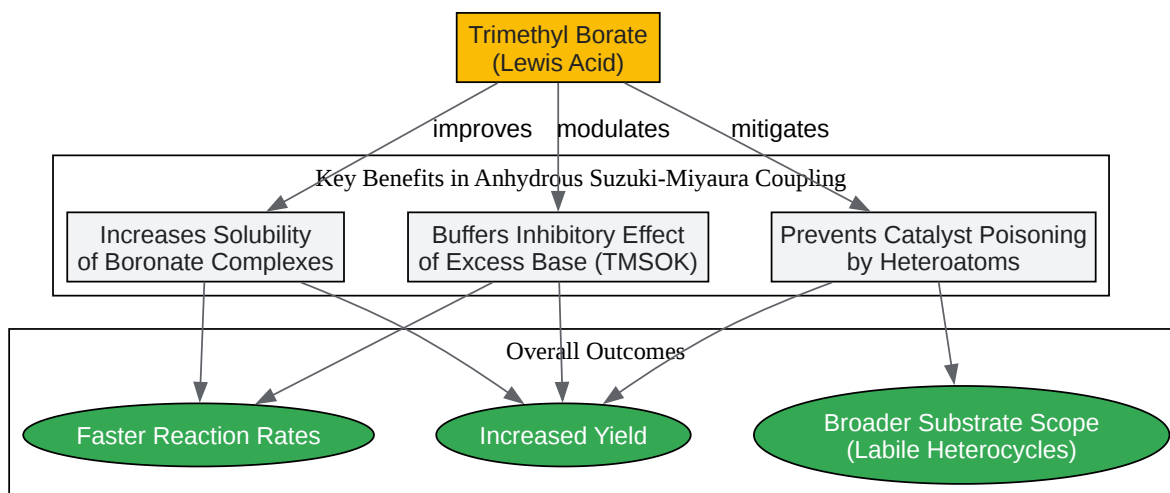 Trimethyl Borate
(Lewis Acid)
improves
modulates
mitigates
Key Benefits in Anhydrous Suzuki-Miyaura Coupling
Increases Solubility
of Boronate Complexes
Buffers Inhibitory Effect
of Excess Base (TMSOK)
Prevents Catalyst Poisoning
by Heteroatoms
Overall Outcomes
Faster Reaction Rates
Increased Yield
Broader Substrate Scope
(Labile Heterocycles)